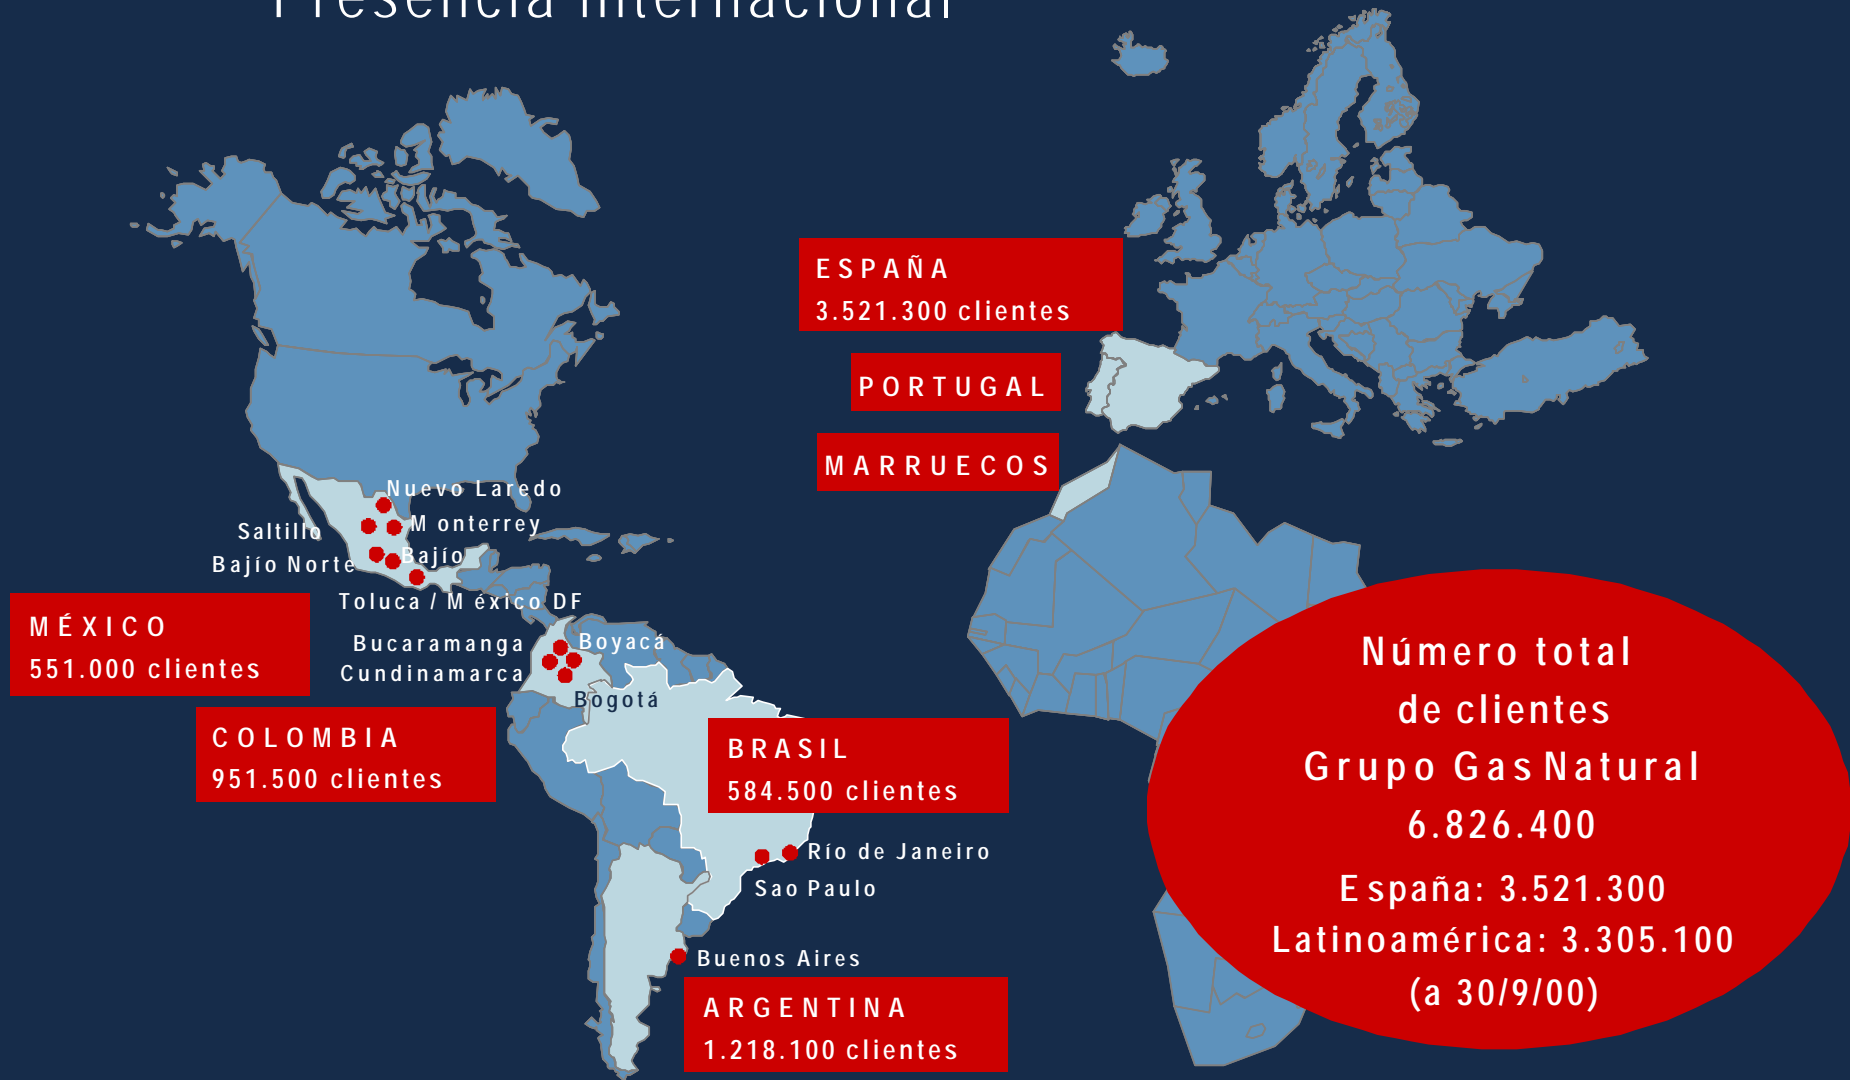 Presencia internacional
ESPAÑA
3.521.300 clientes
PORTUGAL
MARRUECOS
Nuevo Laredo
Saltillo
Monterrey
Bajío Norte
Bajío
Toluca / México DF
MÉXICO
551.000 clientes
Bucaramanga
Boyacá
Cundinamarca
Bogotá
COLOMBIA
951.500 clientes
BRASIL
584.500 clientes
Río de Janeiro
Sao Paulo
Buenos Aires
ARGENTINA
1.218.100 clientes
Número total
de clientes
Grupo Gas Natural
6.826.400
España: 3.521.300
Latinoamérica: 3.305.100
(a 30/9/00)